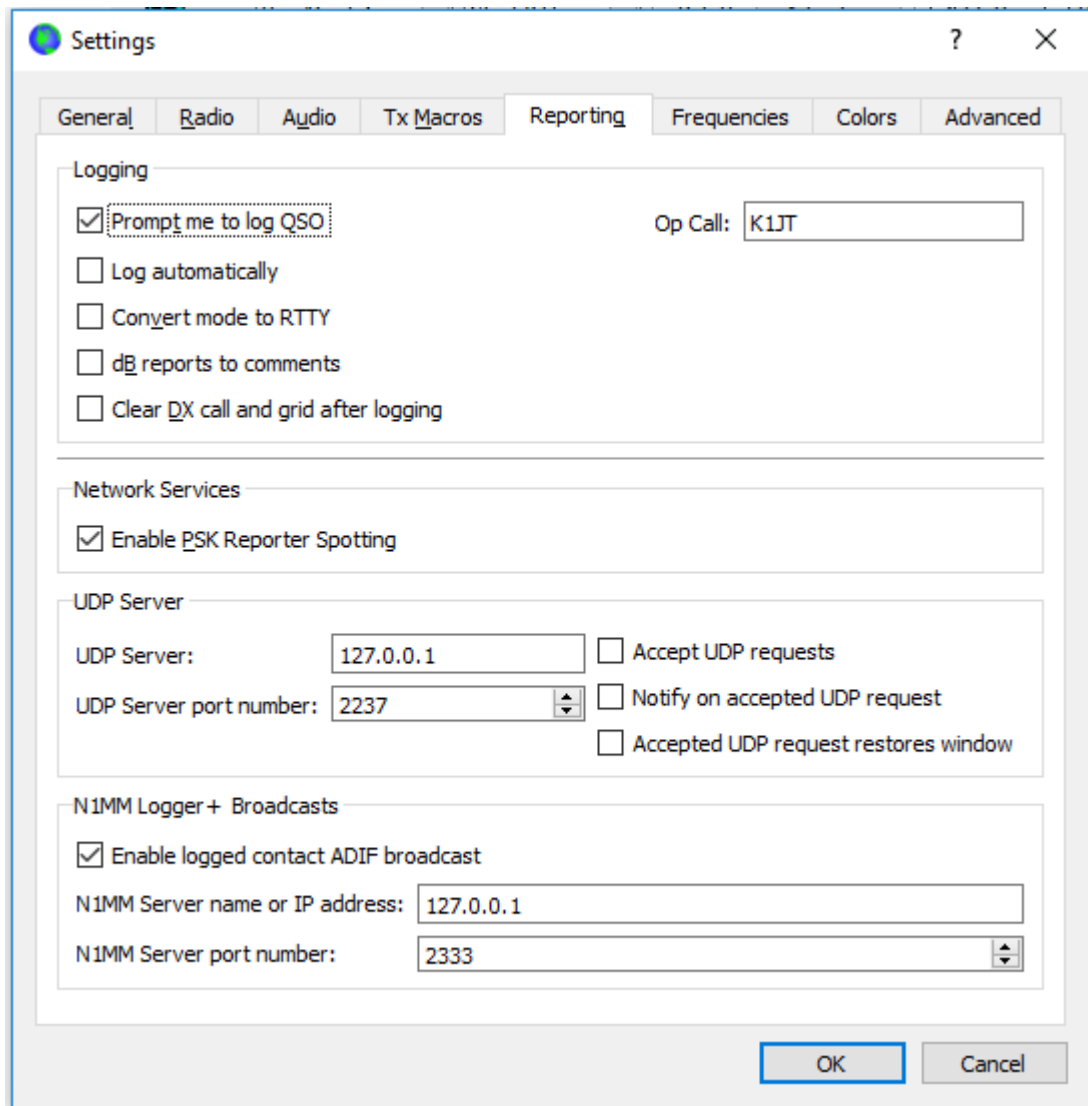 Settings
General Radio Audio Tx Macros Reporting Frequencies Colors Advanced
Logging
Prompt me to log QSO Op Call: K1JT
Log automatically
Convert mode to RTTY
dB reports to comments
Clear DX call and grid after logging
Network Services
Enable PSK Reporter Spotting
UDP Server
UDP Server: 127.0.0.1 Accept UDP requests
UDP Server port number: 2237 Notify on accepted UDP request
Accepted UDP request restores window
N1MM Logger+ Broadcasts
Enable logged contact ADIF broadcast
N1MM Server name or IP address: 127.0.0.1
N1MM Server port number: 2333
OK Cancel